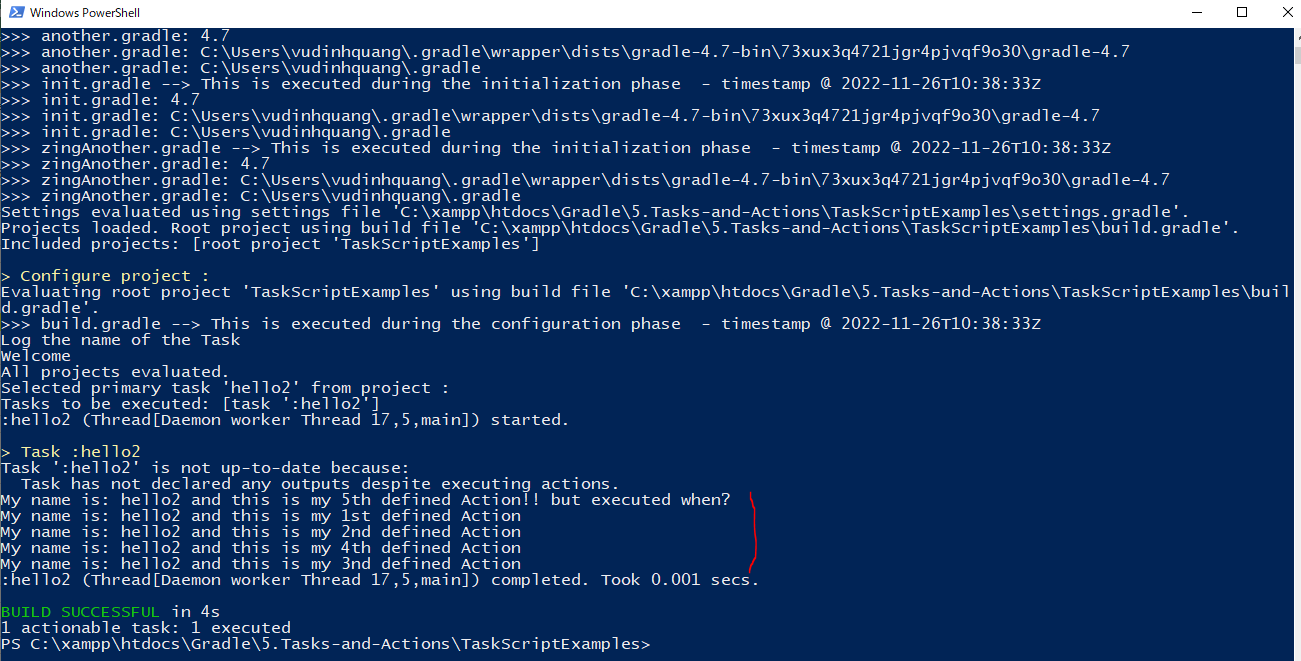 Windows PowerShell
>>> another.gradle: 4.7
>>> another.gradle: C:\Users\vudinhquang\.gradle\wrapper\dists\gradle-4.7-bin\73xux3q4721jgr4pjvqf9o30\gradle-4.7
>>> another.gradle: C:\Users\vudinhquang\.gradle
>>> init.gradle --> This is executed during the initialization phase  - timestamp @ 2022-11-26T10:38:33Z
>>> init.gradle: 4.7
>>> init.gradle: C:\Users\vudinhquang\.gradle\wrapper\dists\gradle-4.7-bin\73xux3q4721jgr4pjvqf9o30\gradle-4.7
>>> init.gradle: C:\Users\vudinhquang\.gradle
>>> zingAnother.gradle --> This is executed during the initialization phase  - timestamp @ 2022-11-26T10:38:33Z
>>> zingAnother.gradle: 4.7
>>> zingAnother.gradle: C:\Users\vudinhquang\.gradle\wrapper\dists\gradle-4.7-bin\73xux3q4721jgr4pjvqf9o30\gradle-4.7
>>> zingAnother.gradle: C:\Users\vudinhquang\.gradle
Settings evaluated using settings file 'C:\xampp\htdocs\Gradle\5.Tasks-and-Actions\TaskScriptExamples\settings.gradle'.
Projects loaded. Root project using build file 'C:\xampp\htdocs\Gradle\5.Tasks-and-Actions\TaskScriptExamples\build.gradle'.
Included projects: [root project 'TaskScriptExamples']
> Configure project :
Evaluating root project 'TaskScriptExamples' using build file 'C:\xampp\htdocs\Gradle\5.Tasks-and-Actions\TaskScriptExamples\buil
d.gradle'.
>>> build.gradle --> This is executed during the configuration phase  - timestamp @ 2022-11-26T10:38:33Z
Log the name of the Task
Welcome
All projects evaluated.
Selected primary task 'hello2' from project :
Tasks to be executed: [task ':hello2']
:hello2 (Thread[Daemon worker Thread 17,5,main]) started.
> Task :hello2
Task ':hello2' is not up-to-date because:
  Task has not declared any outputs despite executing actions.
My name is: hello2 and this is my 5th defined Action!! but executed when?
My name is: hello2 and this is my 1st defined Action
My name is: hello2 and this is my 2nd defined Action
My name is: hello2 and this is my 4th defined Action
My name is: hello2 and this is my 3nd defined Action
:hello2 (Thread[Daemon worker Thread 17,5,main]) completed. Took 0.001 secs.
BUILD SUCCESSFUL in 4s
1 actionable task: 1 executed
PS C:\xampp\htdocs\Gradle\5.Tasks-and-Actions\TaskScriptExamples>